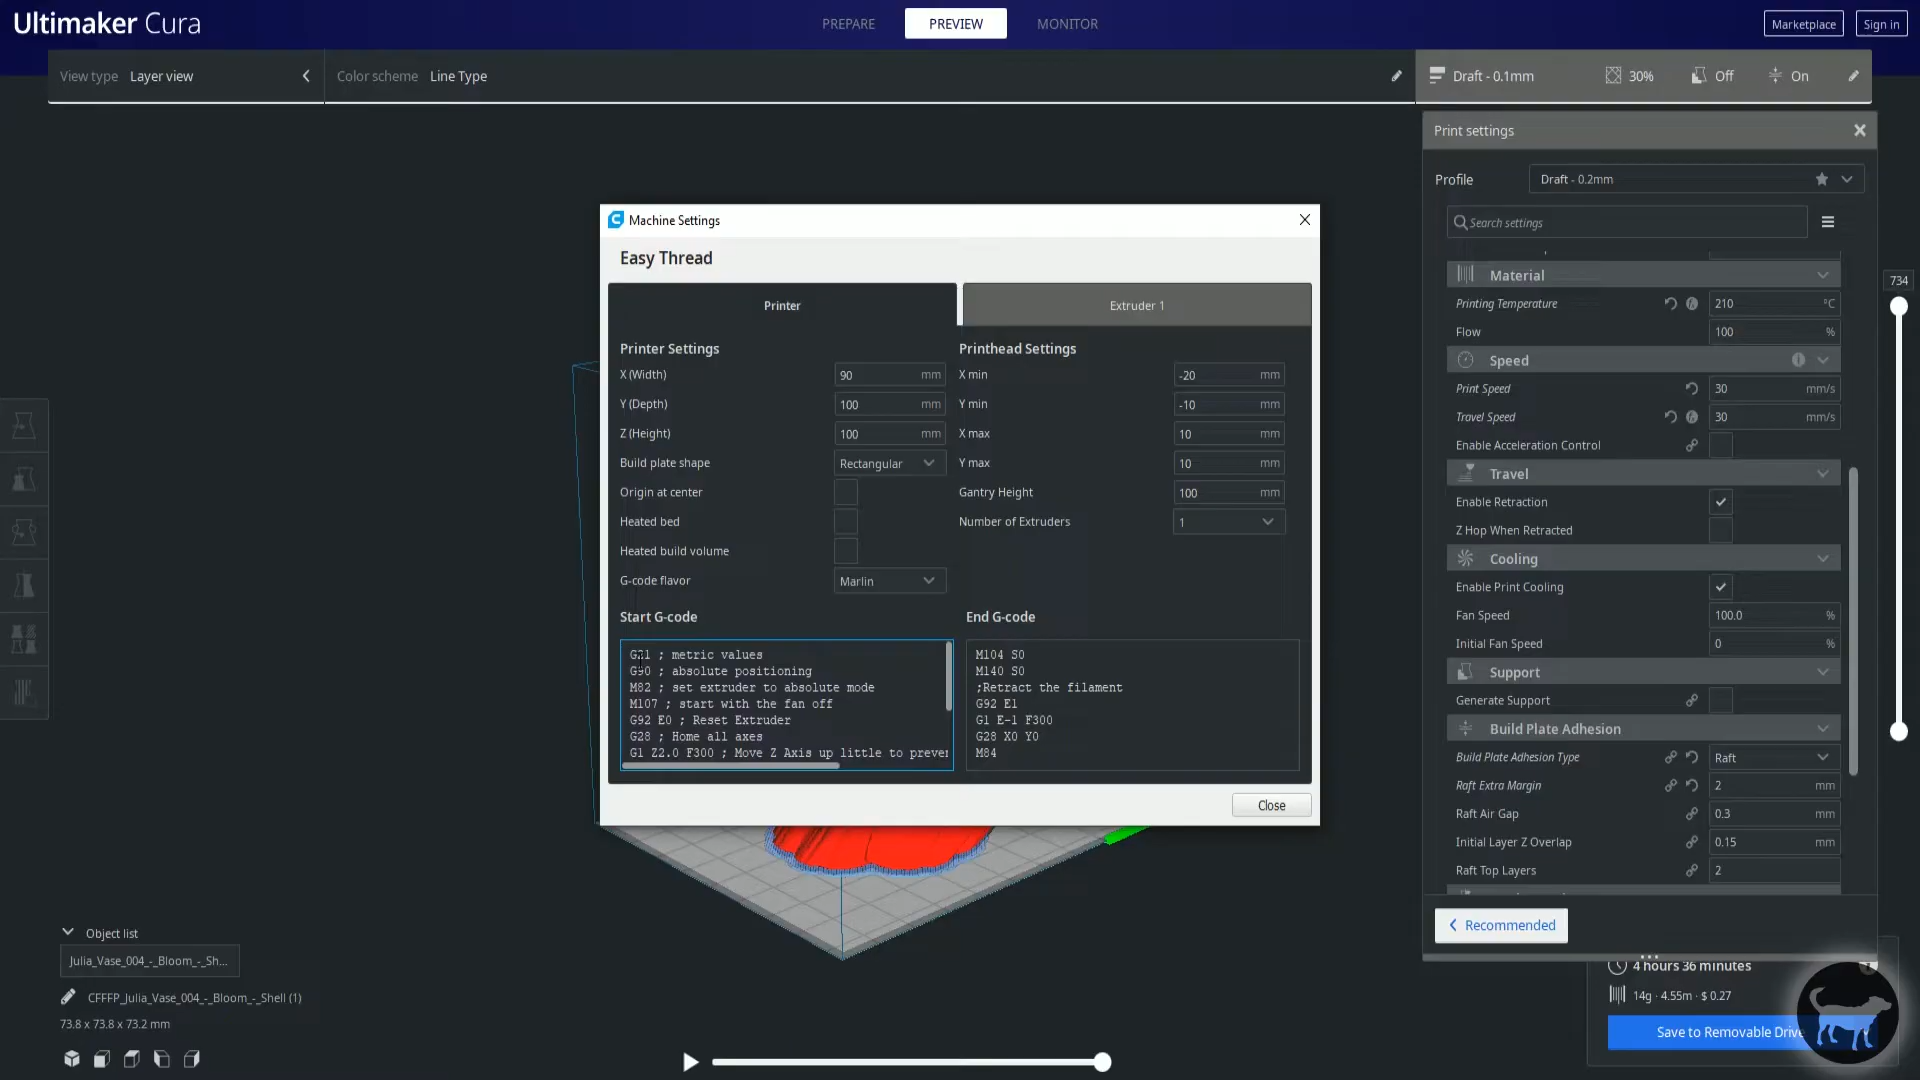 Ultimaker Cura
PREPARE
PREVIEW
MONITOR
Marketplace
Sign in
View type Layer view
Color scheme Line Type
Draft - 0.1mm
30%
Off
On
Print settings
Profile
Draft - 0.2mm
Search settings
Material
Printing Temperature 210 °C
Flow 100 %
Speed
Print Speed 30 mm/s
Travel Speed 30 mm/s
Enable Acceleration Control
Travel
Enable Retraction
Z Hop When Retracted
Cooling
Enable Print Cooling
Fan Speed 100.0 %
Initial Fan Speed 0 %
Support
Generate Support
Build Plate Adhesion
Build Plate Adhesion Type Raft
Raft Extra Margin 2 mm
Raft Air Gap 0.3 mm
Initial Layer Z Overlap 0.15 mm
Raft Top Layers 2
Recommended
734
Machine Settings
Easy Thread
Printer
Extruder 1
Printer Settings
X (Width) 90 mm
Y (Depth) 100 mm
Z (Height) 100 mm
Build plate shape Rectangular
Origin at center
Heated bed
Heated build volume
G-code flavor Marlin
Printhead Settings
X min -20 mm
Y min -10 mm
X max 10 mm
Y max 10 mm
Gantry Height 100 mm
Number of Extruders 1
Start G-code
G21 ; metric values
G90 ; absolute positioning
M82 ; set extruder to absolute mode
M107 ; start with the fan off
G92 E0 ; Reset Extruder
G28 ; Home all axes
G1 Z2.0 F300 ; Move Z Axis up little to preven
End G-code
M104 S0
M140 S0
;Retract the filament
G92 E1
G1 E-1 F300
G28 X0 Y0
M84
Close
Object list
Julia_Vase_004_-_Bloom_-_Sh...
CFFFP_Julia_Vase_004_-_Bloom_-_Shell (1)
73.8 x 73.8 x 73.2 mm
4 hours 36 minutes
14g · 4.55m · $ 0.27
Save to Removable Drive